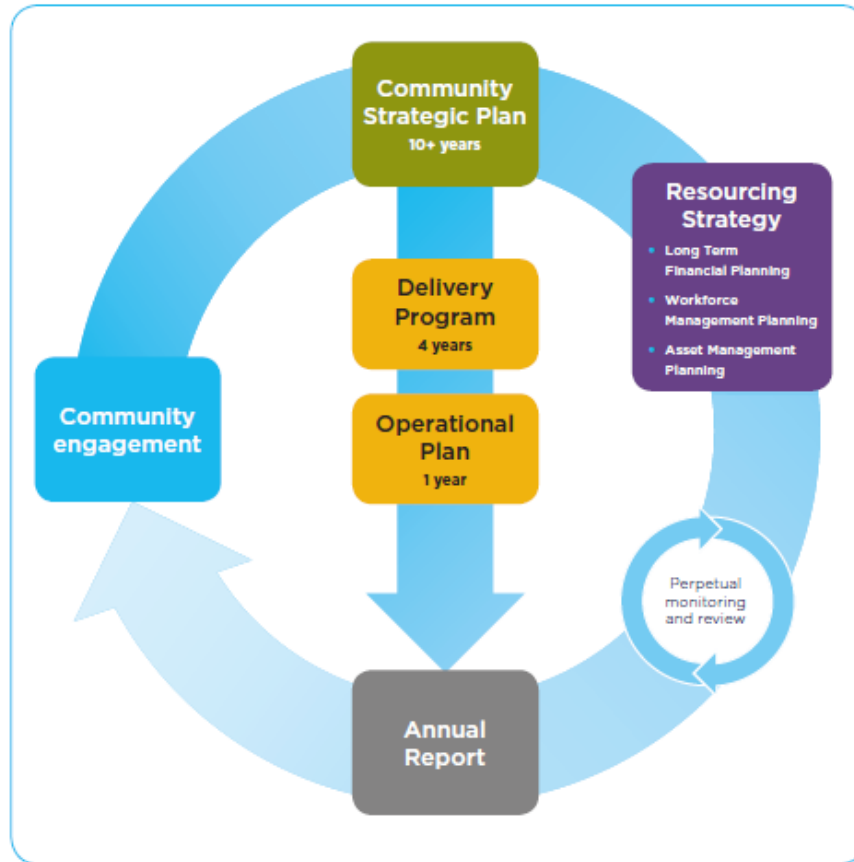 Community
Strategic Plan
10+ years
Resourcing
Strategy
• Long Term
Financial Planning
• Workforce
Management Planning
• Asset Management
Planning
Delivery
Program
4 years
Operational
Plan
1 year
Community
engagement
Perpetual
monitoring
and review
Annual
Report